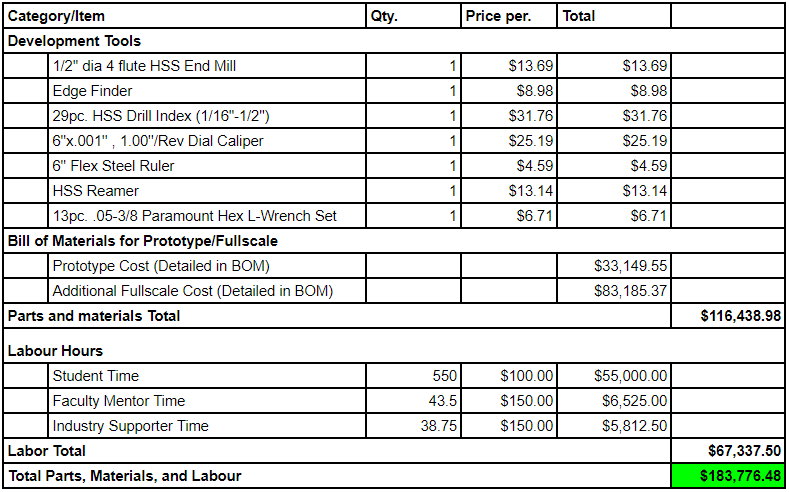 Category/Item Qty. Price per. Total
Development Tools
1/2" dia 4 flute HSS End Mill 1 $13.69 $13.69
Edge Finder 1 $8.98 $8.98
29pc. HSS Drill Index (1/16"-1/2") 1 $31.76 $31.76
6"x.001" , 1.00"/Rev Dial Caliper 1 $25.19 $25.19
6" Flex Steel Ruler 1 $4.59 $4.59
HSS Reamer 1 $13.14 $13.14
13pc. .05-3/8 Paramount Hex L-Wrench Set 1 $6.71 $6.71
Bill of Materials for Prototype/Fullscale
Prototype Cost (Detailed in BOM) $33,149.55
Additional Fullscale Cost (Detailed in BOM) $83,185.37
Parts and materials Total $116,438.98
Labour Hours
Student Time 550 $100.00 $55,000.00
Faculty Mentor Time 43.5 $150.00 $6,525.00
Industry Supporter Time 38.75 $150.00 $5,812.50
Labor Total $67,337.50
Total Parts, Materials, and Labour $183,776.48